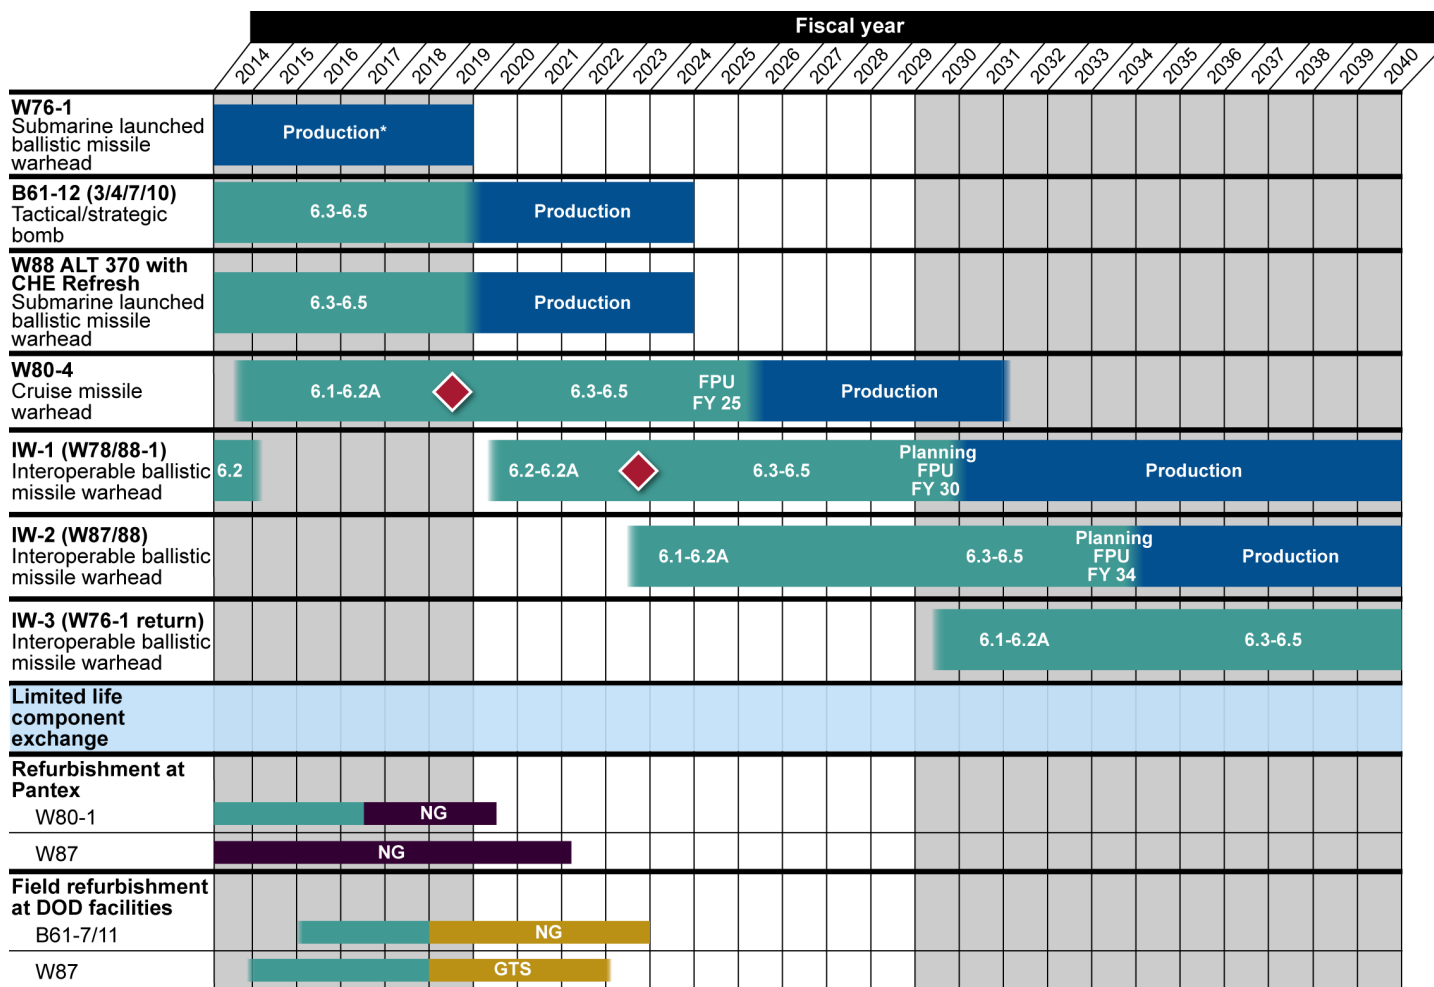 Fiscal year
2014 2015 2016 2017 2018 2019 2020 2021 2022 2023 2024 2025 2026 2027 2028 2029 2030 2031 2032 2033 2034 2035 2036 2037 2038 2039 2040
W76-1
Submarine launched
ballistic missile
warhead
Production*
B61-12 (3/4/7/10)
Tactical/strategic
bomb
6.3-6.5
Production
W88 ALT 370 with
CHE Refresh
Submarine launched
ballistic missile
warhead
6.3-6.5
Production
W80-4
Cruise missile
warhead
6.1-6.2A
6.3-6.5
FPU
FY 25
Production
IW-1 (W78/88-1)
Interoperable ballistic
missile warhead
6.2
6.2-6.2A
6.3-6.5
Planning
FPU
FY 30
Production
IW-2 (W87/88)
Interoperable ballistic
missile warhead
6.1-6.2A
6.3-6.5
Planning
FPU
FY 34
Production
IW-3 (W76-1 return)
Interoperable ballistic
missile warhead
6.1-6.2A
6.3-6.5
Limited life
component
exchange
Refurbishment at
Pantex
W80-1
NG
W87
NG
Field refurbishment
at DOD facilities
B61-7/11
NG
W87
GTS